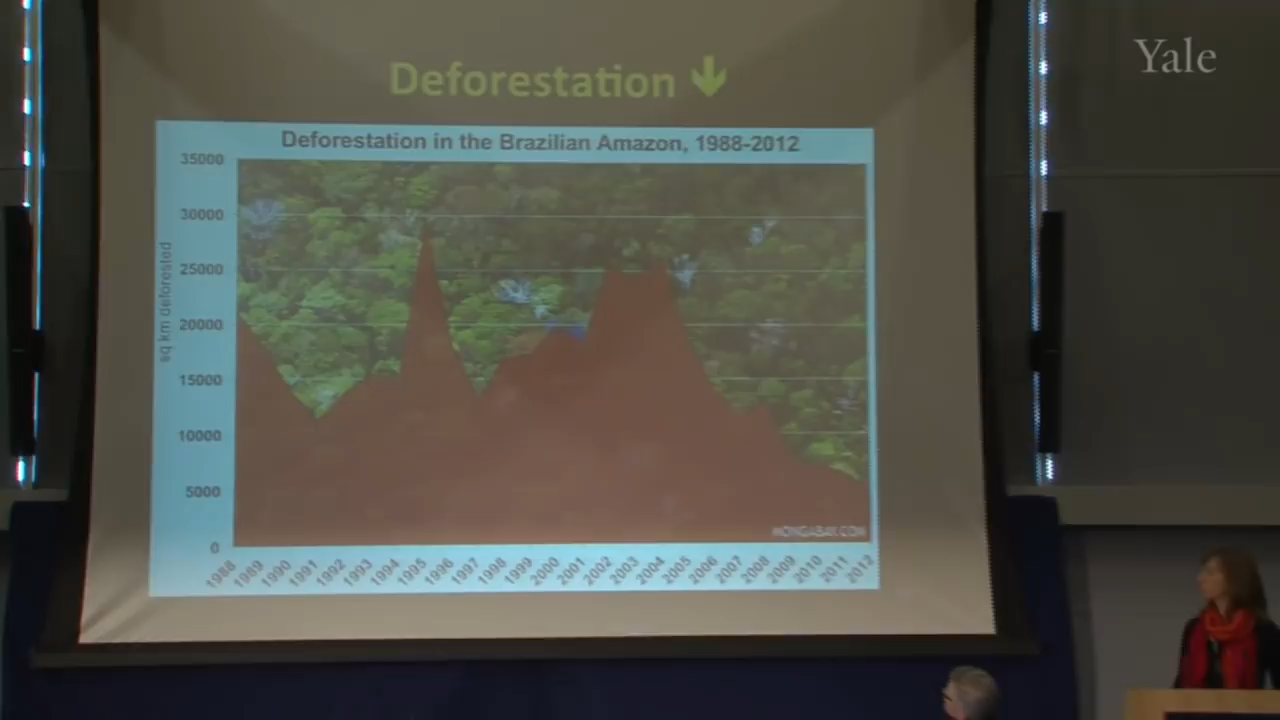 Yale
Deforestation
Deforestation in the Brazilian Amazon, 1988-2012
35000
30000
25000
20000
15000
10000
5000
0
sq km deforested
1988 1989 1990 1991 1992 1993 1994 1995 1996 1997 1998 1999 2000 2001 2002 2003 2004 2005 2006 2007 2008 2009 2010 2011 2012
MONGABAY.COM